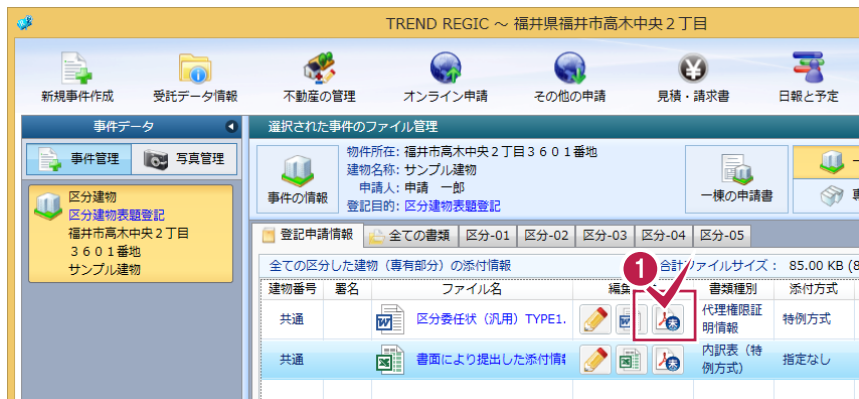 TREND REGIC ～ 福井県福井市高木中央２丁目
新規事件作成 受託データ情報 不動産の管理 オンライン申請 その他の申請 見積・請求書 日報と予定
事件データ 選択された事件のファイル管理
事件管理 写真管理
物件所在: 福井市高木中央２丁目３６０１番地
建物名称: サンプル建物
申請人: 申請 一郎
登記目的: 区分建物表題登記
事件の情報 一棟の申請書
区分建物
区分建物表題登記
福井市高木中央２丁目
３６０１番地
サンプル建物
登記申請情報 全ての書類 区分-01 区分-02 区分-03 区分-04 区分-05
全ての区分した建物（専有部分）の添付情報 合計ファイルサイズ： 85.00 KB (8
1
建物番号 署名 ファイル名 編集 書類種別 添付方式
共通 区分委任状（汎用）TYPE1. 代理権限証明情報 特例方式
共通 書面により提出した添付情 内訳表（特例方式） 指定なし